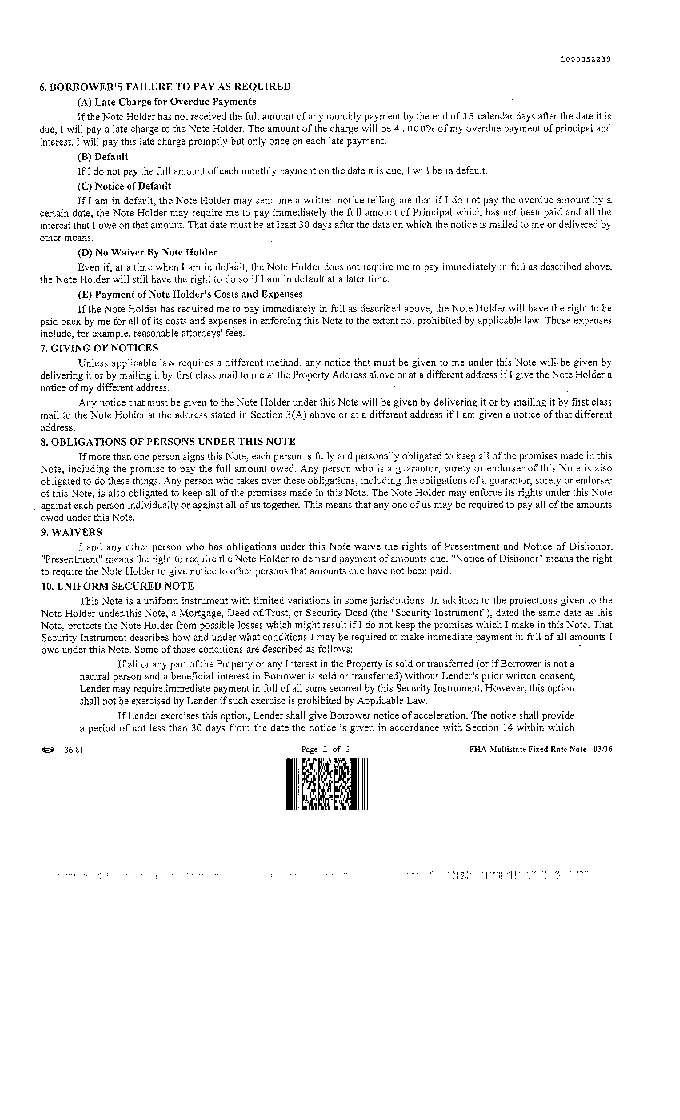 6. BORROWER'S FAILURE TO PAY AS REQUIRED
(A) Late Charge for Overdue Payments
If the Note Holder has not received the full amount of any monthly payment by the end of 15 calendar days after the date it is
due, I will pay a late charge to the Note Holder. The amount of the charge will be 4.0000% of my overdue payment of principal and
interest. I will pay this late charge promptly but only once on each late payment.
(B) Default
If I do not pay the full amount of each monthly payment on the date it is due, I will be in default.
(C) Notice of Default
If I am in default, the Note Holder may send me a written notice telling me that if I do not pay the overdue amount by a
certain date, the Note Holder may require me to pay immediately the full amount of Principal which has not been paid and all the
interest that I owe on that amount. That date must be at least 30 days after the date on which the notice is mailed to me or delivered by
other means.
(D) No Waiver By Note Holder
Even if, at a time when I am in default, the Note Holder does not require me to pay immediately in full as described above,
the Note Holder will still have the right to do so if I am in default at a later time.
(E) Payment of Note Holder's Costs and Expenses
If the Note Holder has required me to pay immediately in full as described above, the Note Holder will have the right to be
paid back by me for all of its costs and expenses in enforcing this Note to the extent not prohibited by applicable law. Those expenses
include, for example, reasonable attorneys' fees.
7. GIVING OF NOTICES
Unless applicable law requires a different method, any notice that must be given to me under this Note will be given by
delivering it or by mailing it by first class mail to me at the Property Address above or at a different address if I give the Note Holder a
notice of my different address.
Any notice that must be given to the Note Holder under this Note will be given by delivering it or by mailing it by first class
mail to the Note Holder at the address stated in Section 3(A) above or at a different address if I am given a notice of that different
address.
8. OBLIGATIONS OF PERSONS UNDER THIS NOTE
If more than one person signs this Note, each person is fully and personally obligated to keep all of the promises made in this
Note, including the promise to pay the full amount owed. Any person who is a guarantor, surety or endorser of this Note is also
obligated to do these things. Any person who takes over these obligations, including the obligations of a guarantor, surety or endorser
of this Note, is also obligated to keep all of the promises made in this Note. The Note Holder may enforce its rights under this Note
against each person individually or against all of us together. This means that any one of us may be required to pay all of the amounts
owed under this Note.
9. WAIVERS
I and any other person who has obligations under this Note waive the rights of Presentment and Notice of Dishonor.
"Presentment" means the right to require the Note Holder to demand payment of amounts due. "Notice of Dishonor" means the right
to require the Note Holder to give notice to other persons that amounts due have not been paid.
10. UNIFORM SECURED NOTE
This Note is a uniform instrument with limited variations in some jurisdictions. In addition to the protections given to the
Note Holder under this Note, a Mortgage, Deed of Trust, or Security Deed (the "Security Instrument"), dated the same date as this
Note, protects the Note Holder from possible losses which might result if I do not keep the promises which I make in this Note. That
Security Instrument describes how and under what conditions I may be required to make immediate payment in full of all amounts I
owe under this Note. Some of those conditions are described as follows:
If all or any part of the Property or any Interest in the Property is sold or transferred (or if Borrower is not a
natural person and a beneficial interest in Borrower is sold or transferred) without Lender's prior written consent,
Lender may require immediate payment in full of all sums secured by this Security Instrument. However, this option
shall not be exercised by Lender if such exercise is prohibited by Applicable Law.
If Lender exercises this option, Lender shall give Borrower notice of acceleration. The notice shall provide
a period of not less than 30 days from the date the notice is given in accordance with Section 14 within which
Page 2 of 3 FHA Multistate Fixed Rate Note